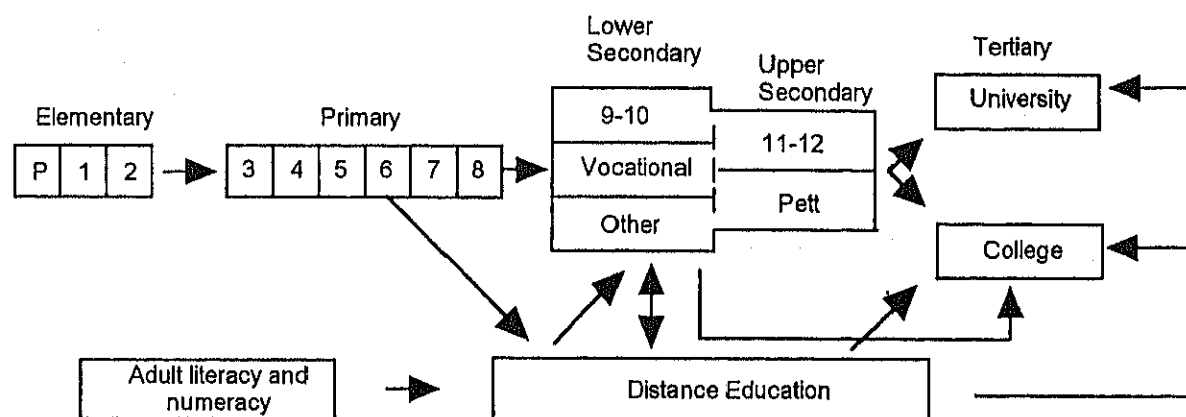 Lower
Secondary
Upper
Secondary
Tertiary
Elementary
Primary
9-10
University
P 1 2
3 4 5 6 7 8
Vocational
11-12
Other
Pett
College
Adult literacy and
numeracy
Distance Education